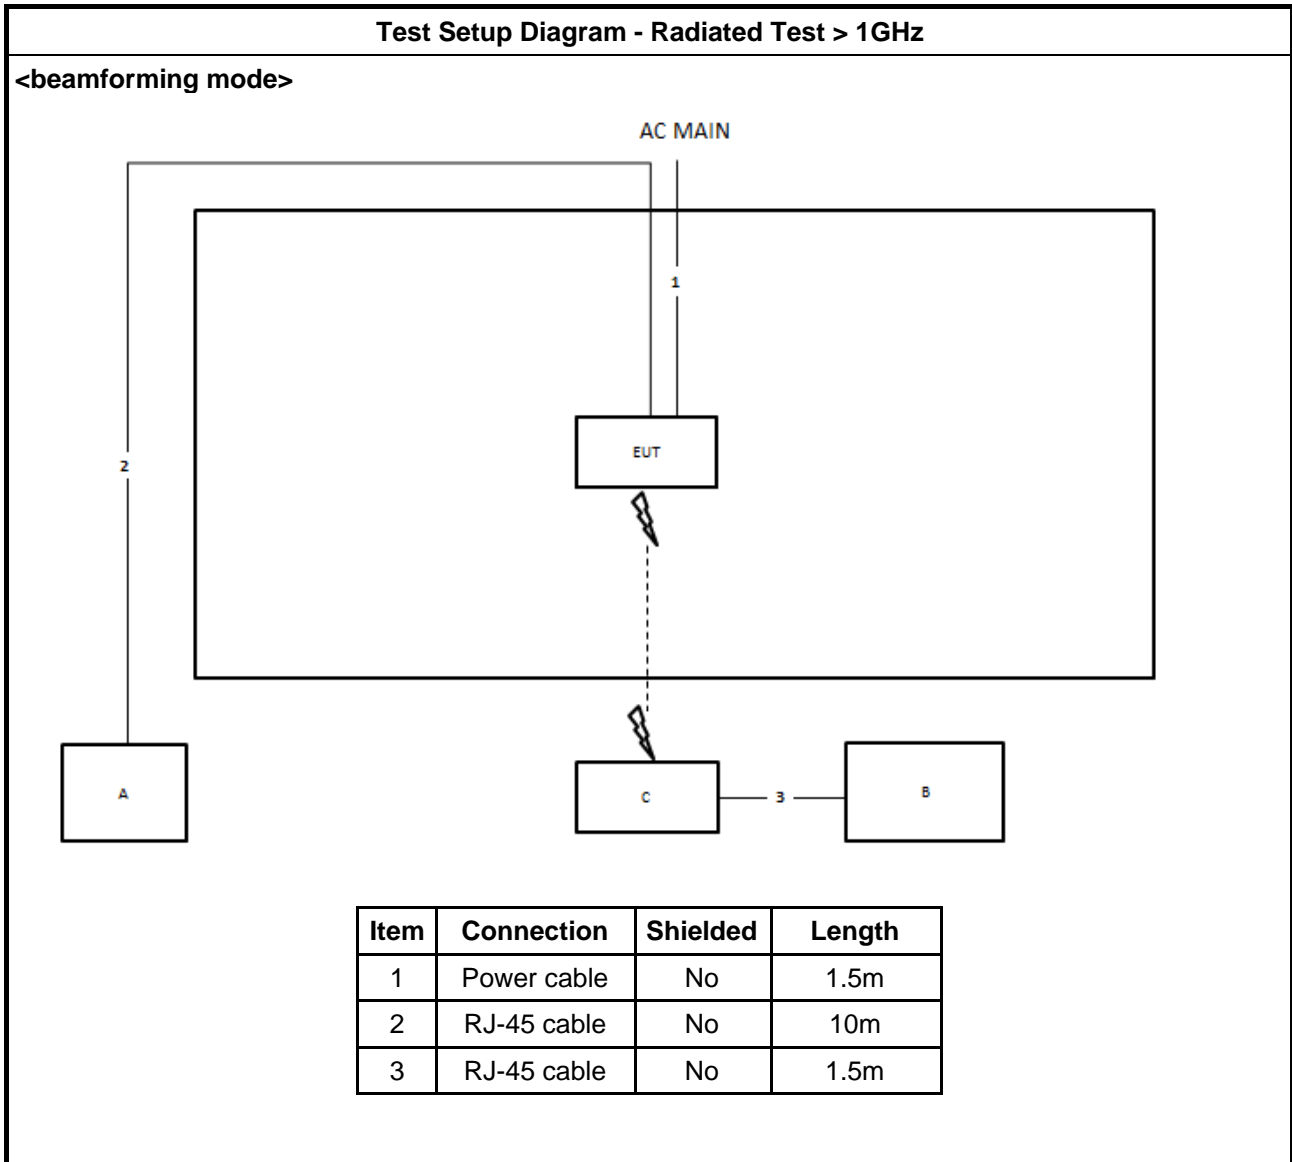 Test Setup Diagram - Radiated Test > 1GHz
<beamforming mode>
AC MAIN
1
2
EUT
A
C
3
B
Item Connection Shielded Length
1 Power cable No 1.5m
2 RJ-45 cable No 10m
3 RJ-45 cable No 1.5m